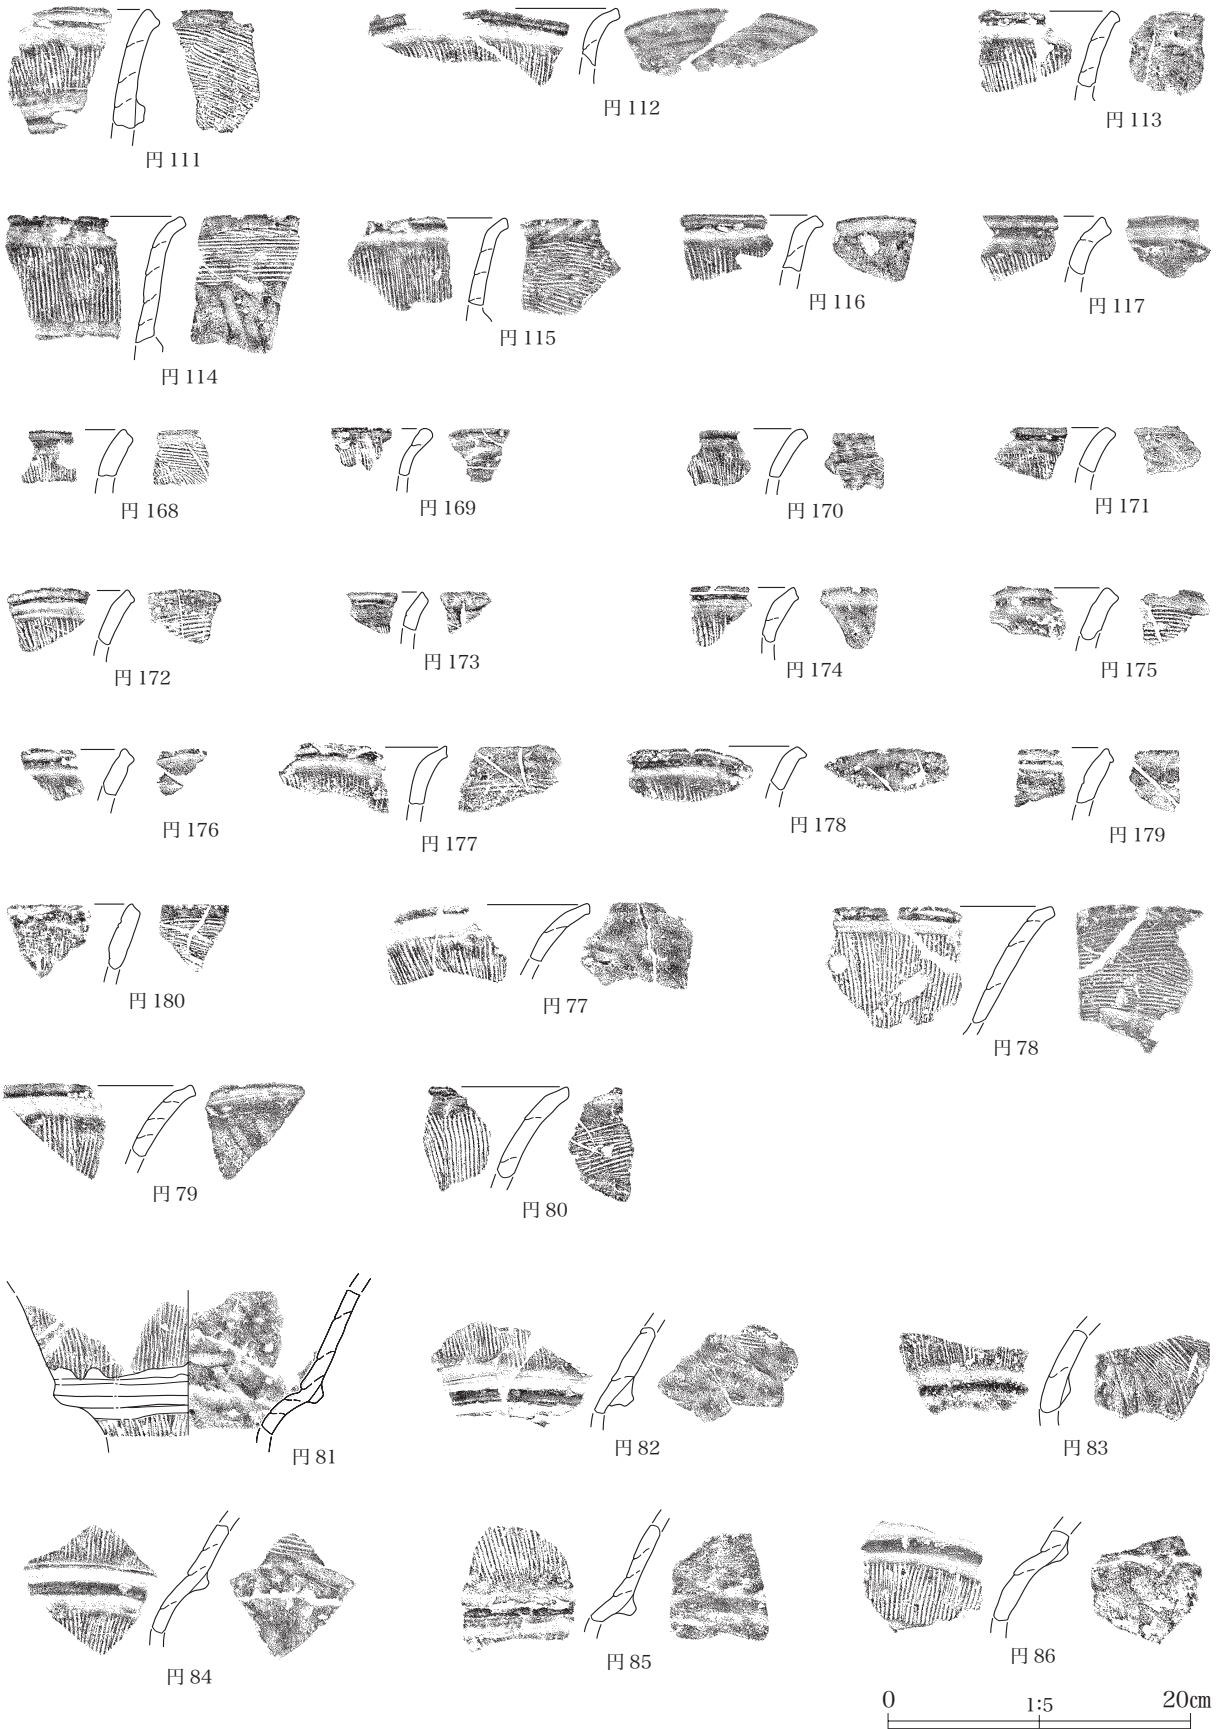 円 111
円 112
円 113
円 114
円 115
円 116
円 117
円 168
円 169
円 170
円 171
円 172
円 173
円 174
円 175
円 176
円 177
円 178
円 179
円 180
円 77
円 78
円 79
円 80
円 81
円 82
円 83
円 84
円 85
円 86
0 1:5 20㎝